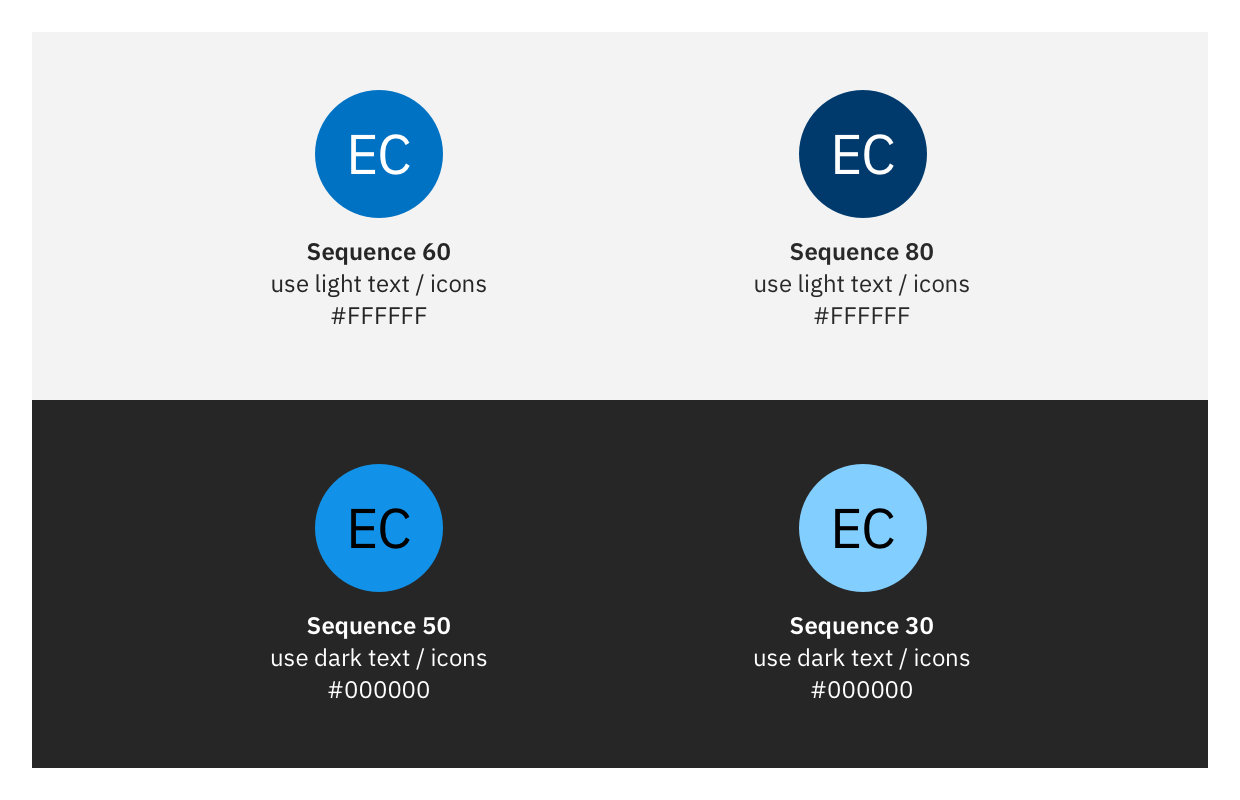 EC
Sequence 60
use light text / icons
#FFFFFF
EC
Sequence 80
use light text / icons
#FFFFFF
EC
Sequence 50
use dark text / icons
#000000
EC
Sequence 30
use dark text / icons
#000000